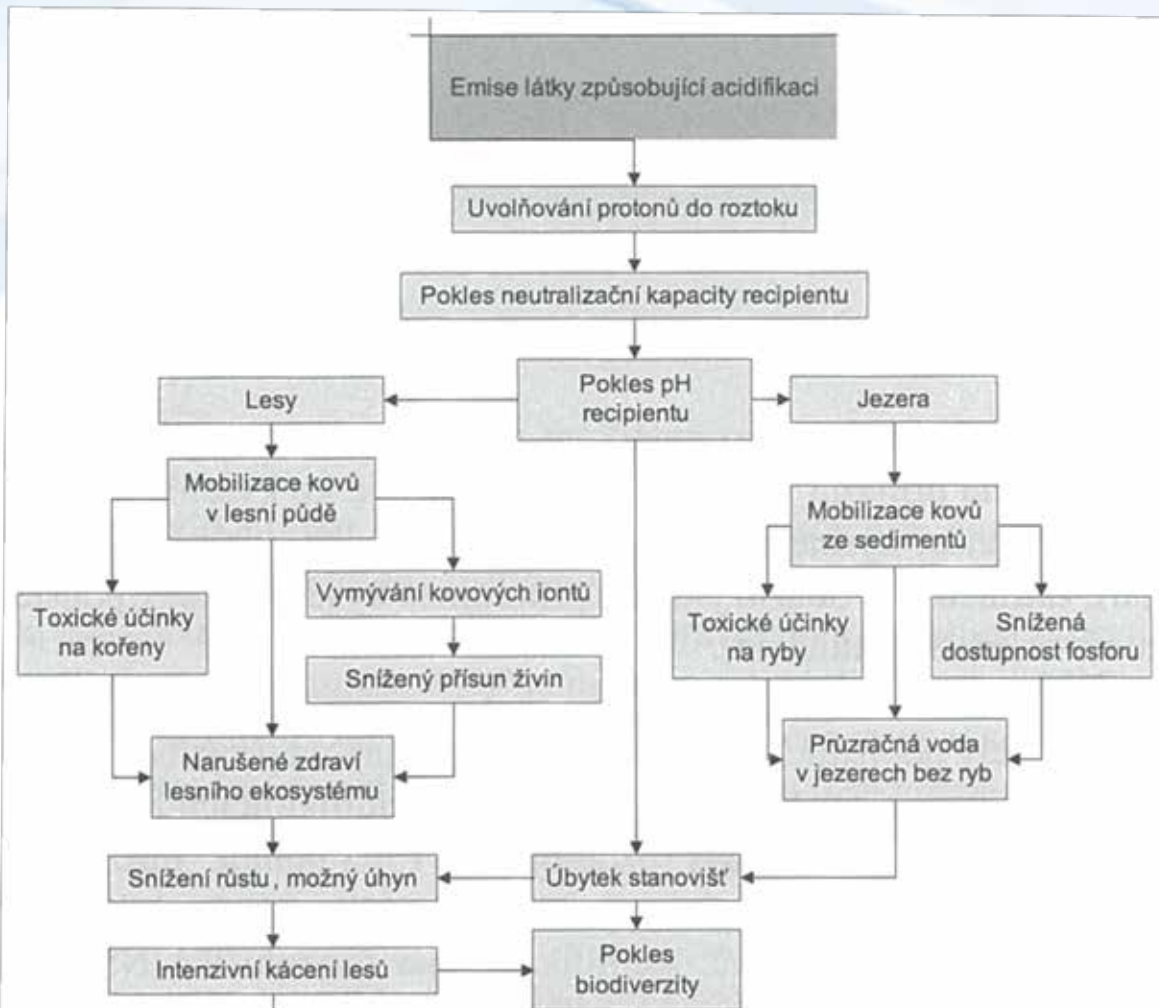 Emise látky způsobující acidifikaci
Uvolňování protonů do roztoku
Pokles neutralizační kapacity recipientu
Pokles pH
recipientu
Lesy
Jezera
Mobilizace kovů
v lesní půdě
Mobilizace kovů
ze sedimentů
Toxické účinky
na kořeny
Vymývání kovových iontů
Snížený přísun živin
Toxické účinky
na ryby
Snížená
dostupnost fosforu
Narušené zdraví
lesního ekosystému
Průzračná voda
v jezerech bez ryb
Snížení růstu , možný úhyn
Úbytek stanovišť
Intenzivní kácení lesů
Pokles
biodiverzity